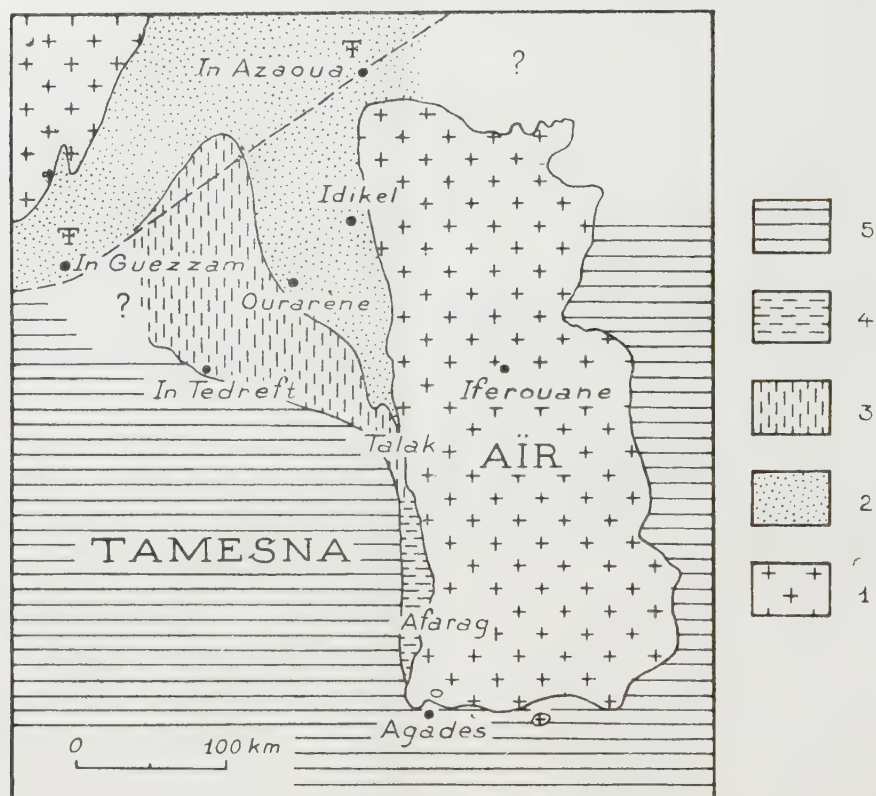 In Azaoua
?
Idikel
In Guezzam
Ourarène
?
In Tedreft
Iferouane
Talak
AÏR
TAMESNA
Afarag
Agadès
0 100 km
5
4
3
2
1